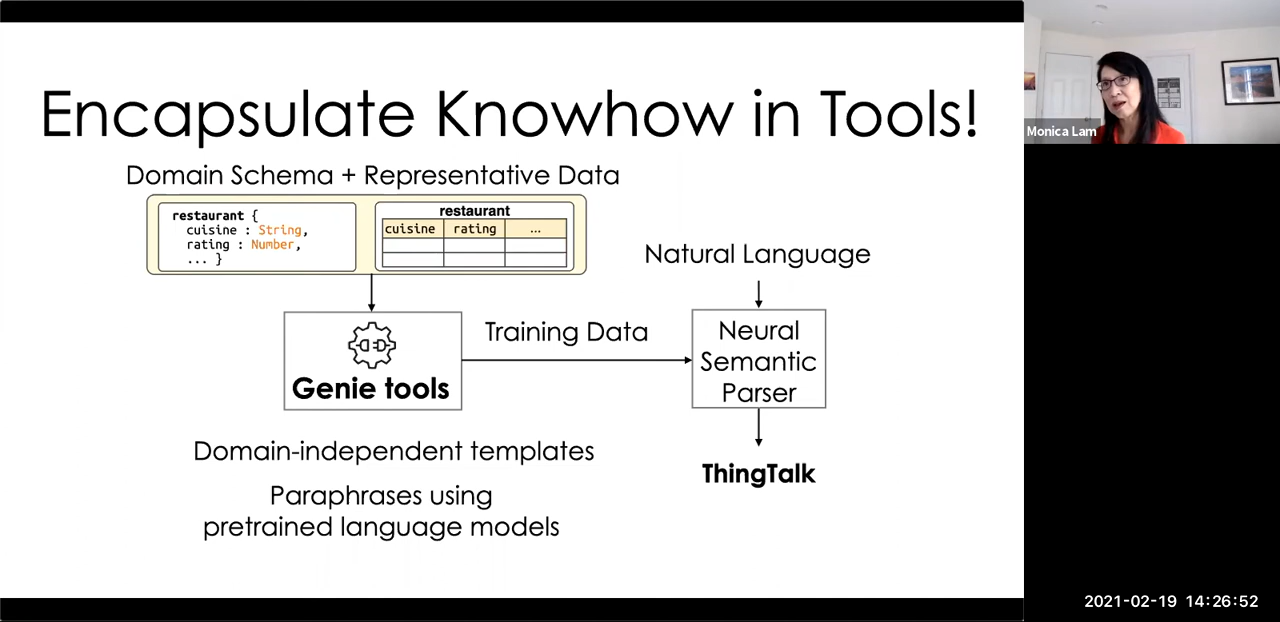 Encapsulate Knowhow in Tools!
Monica Lam
Domain Schema + Representative Data
restaurant {
cuisine : String,
rating : Number,
... }
restaurant
cuisine rating ...
Natural Language
Training Data
Neural
Semantic
Parser
Genie tools
Domain-independent templates
ThingTalk
Paraphrases using
pretrained language models
2021-02-19 14:26:52